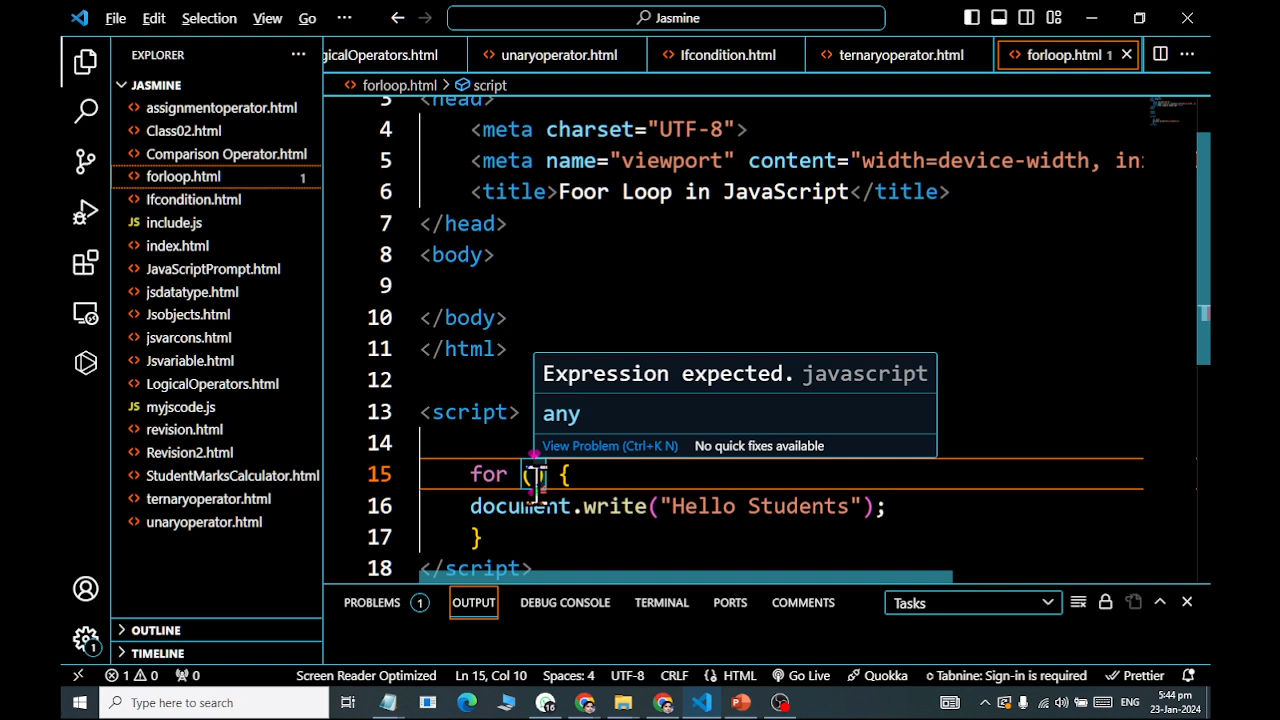 File Edit Selection View Go ··· Jasmine
EXPLORER ···
JASMINE
assignmentoperator.html
Class02.html
Comparison Operator.html
forloop.html 1
Ifcondition.html
include.js
index.html
JavaScriptPrompt.html
jsdatatype.html
Jsobjects.html
jsvarcons.html
Jsvariable.html
LogicalOperators.html
myjscode.js
revision.html
Revision2.html
StudentMarksCalculator.html
ternaryoperator.html
unaryoperator.html
OUTLINE
TIMELINE
gicalOperators.html unaryoperator.html Ifcondition.html ternaryoperator.html forloop.html 1
forloop.html > script
3 <head>
4 <meta charset="UTF-8">
5 <meta name="viewport" content="width=device-width, in
6 <title>Foor Loop in JavaScript</title>
7 </head>
8 <body>
9
10 </body>
11 </html>
12
13 <script>
14
15 for () {
16 document.write("Hello Students");
17 }
18 </script>
Expression expected. javascript
any
View Problem (Ctrl+K N) No quick fixes available
PROBLEMS 1 OUTPUT DEBUG CONSOLE TERMINAL PORTS COMMENTS Tasks
1 0 0 Screen Reader Optimized Ln 15, Col 10 Spaces: 4 UTF-8 CRLF HTML Go Live Quokka Tabnine: Sign-in is required Prettier
Type here to search
16
5:44 pm
23-Jan-2024